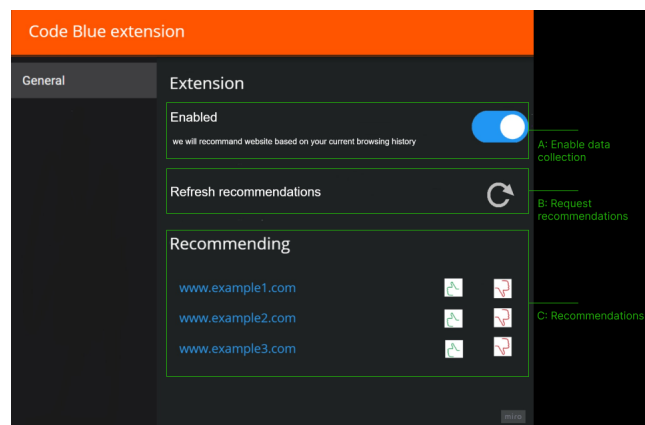 Code Blue extension
General
Extension
Enabled
we will recommand website based on your current browsing history
A: Enable data
collection
Refresh recommendations
B: Request
recommendations
Recommending
www.example1.com
www.example2.com
C: Recommendations
www.example3.com
miro